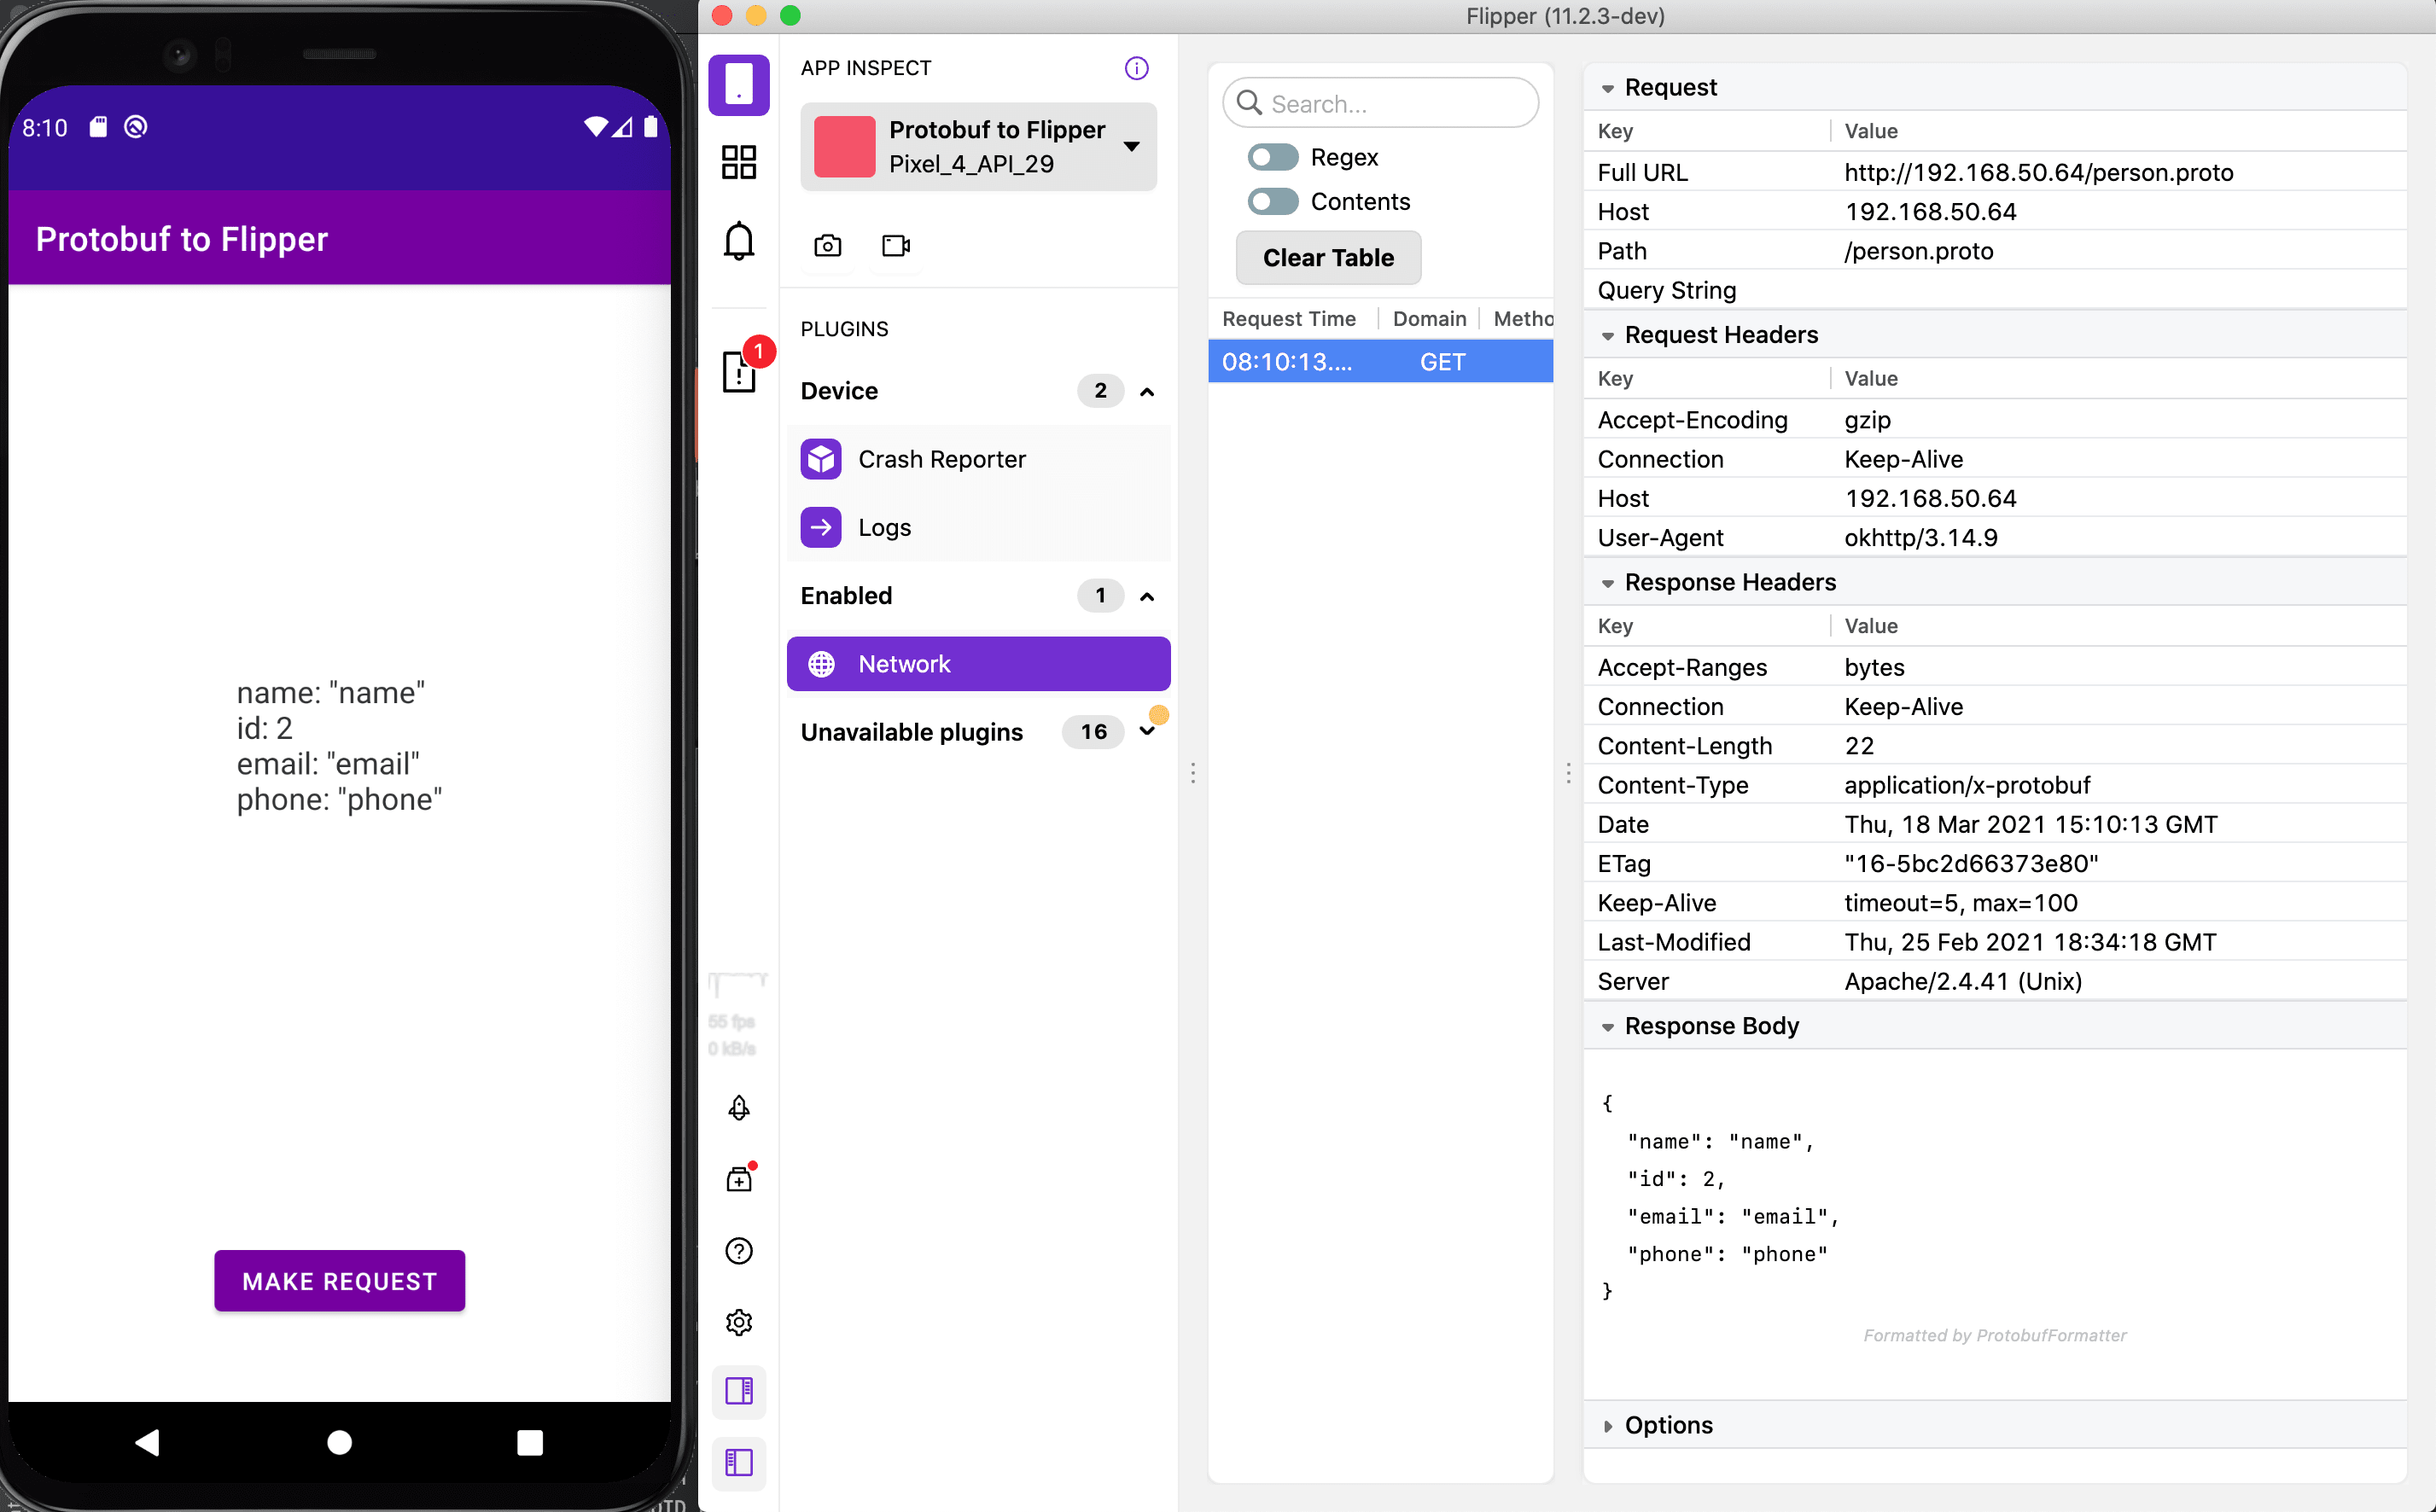 8:10
Protobuf to Flipper
name: "name"
id: 2
email: "email"
phone: "phone"
MAKE REQUEST
Flipper (11.2.3-dev)
1
55 fps
0 kB/s
APP INSPECT
Protobuf to Flipper
Pixel_4_API_29
PLUGINS
Device 2
Crash Reporter
Logs
Enabled 1
Network
Unavailable plugins 16
Search...
Regex
Contents
Clear Table
Request Time Domain Metho
08:10:13.... GET
Request
Key Value
Full URL http://192.168.50.64/person.proto
Host 192.168.50.64
Path /person.proto
Query String
Request Headers
Key Value
Accept-Encoding gzip
Connection Keep-Alive
Host 192.168.50.64
User-Agent okhttp/3.14.9
Response Headers
Key Value
Accept-Ranges bytes
Connection Keep-Alive
Content-Length 22
Content-Type application/x-protobuf
Date Thu, 18 Mar 2021 15:10:13 GMT
ETag "16-5bc2d66373e80"
Keep-Alive timeout=5, max=100
Last-Modified Thu, 25 Feb 2021 18:34:18 GMT
Server Apache/2.4.41 (Unix)
Response Body
{
"name": "name",
"id": 2,
"email": "email",
"phone": "phone"
}
Formatted by ProtobufFormatter
Options